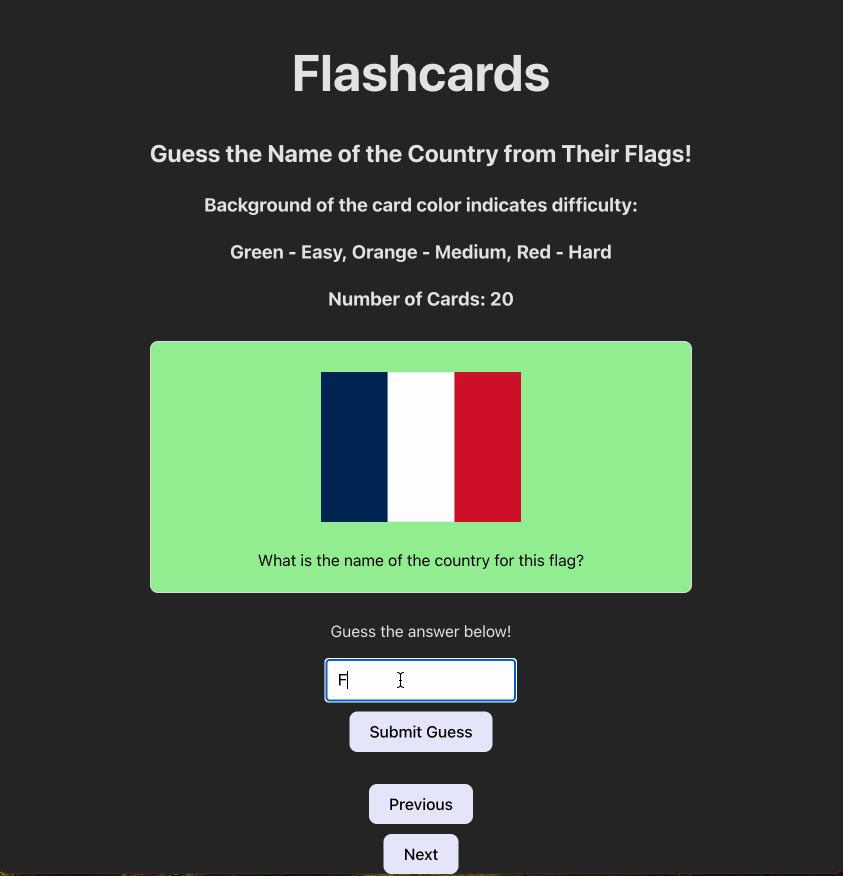 Flashcards
Guess the Name of the Country from Their Flags!
Background of the card color indicates difficulty:
Green - Easy, Orange - Medium, Red - Hard
Number of Cards: 20
What is the name of the country for this flag?
Guess the answer below!
F
Submit Guess
Previous
Next